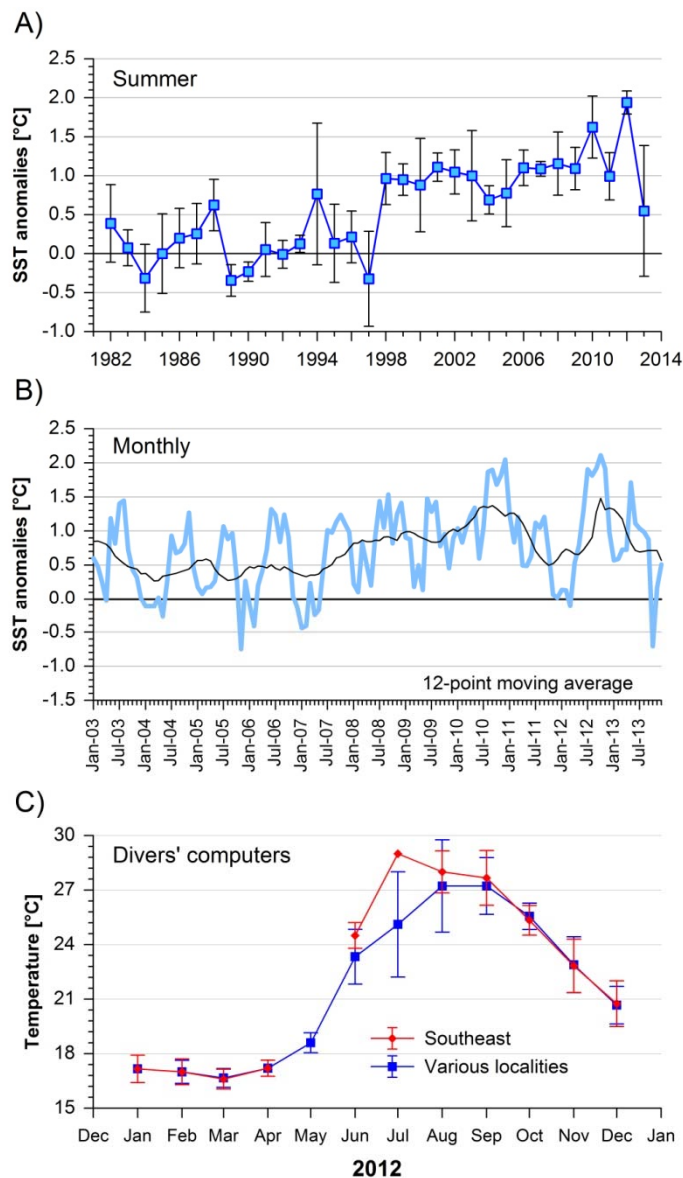 A)
Summer
SST anomalies [°C]
2.5
2.0
1.5
1.0
0.5
0.0
-0.5
-1.0
1982 1986 1990 1994 1998 2002 2006 2010 2014
B)
Monthly
SST anomalies [°C]
2.5
2.0
1.5
1.0
0.5
0.0
-0.5
-1.0
-1.5
12-point moving average
Jan-03
Jul-03
Jan-04
Jul-04
Jan-05
Jul-05
Jan-06
Jul-06
Jan-07
Jul-07
Jan-08
Jul-08
Jan-09
Jul-09
Jan-10
Jul-10
Jan-11
Jul-11
Jan-12
Jul-12
Jan-13
Jul-13
C)
Divers' computers
Temperature [°C]
30
27
24
21
18
15
Southeast
Various localities
Dec Jan Feb Mar Apr May Jun Jul Aug Sep Oct Nov Dec Jan
2012